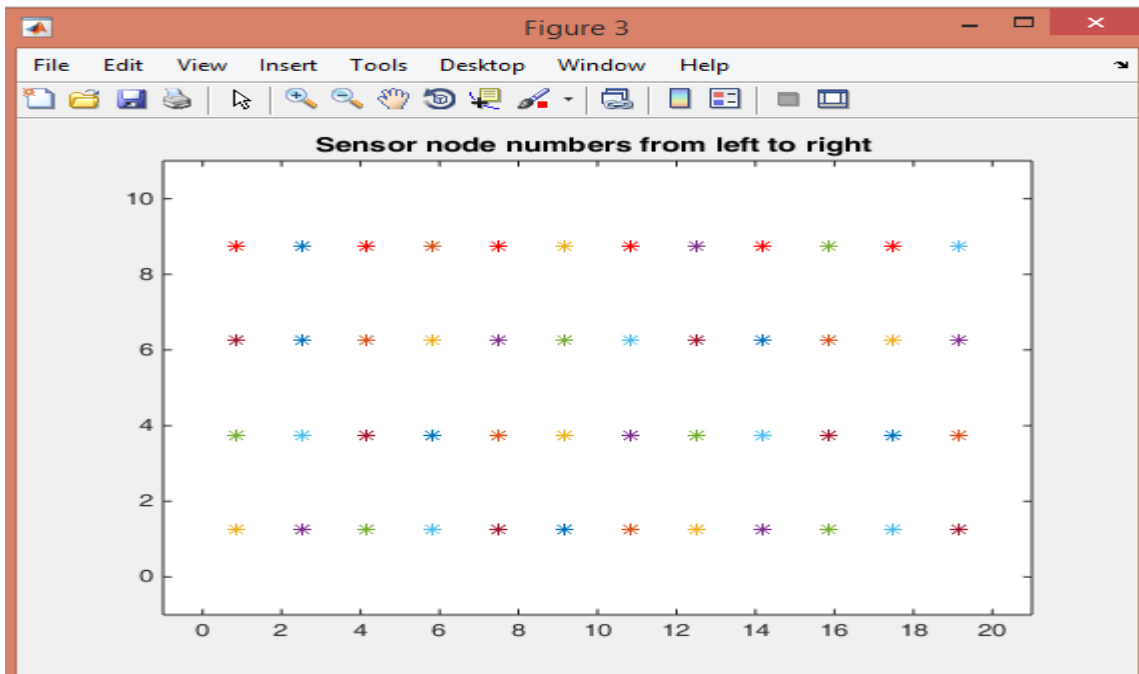 Figure 3
File Edit View Insert Tools Desktop Window Help
Sensor node numbers from left to right
10
8
6
4
2
0
0 2 4 6 8 10 12 14 16 18 20